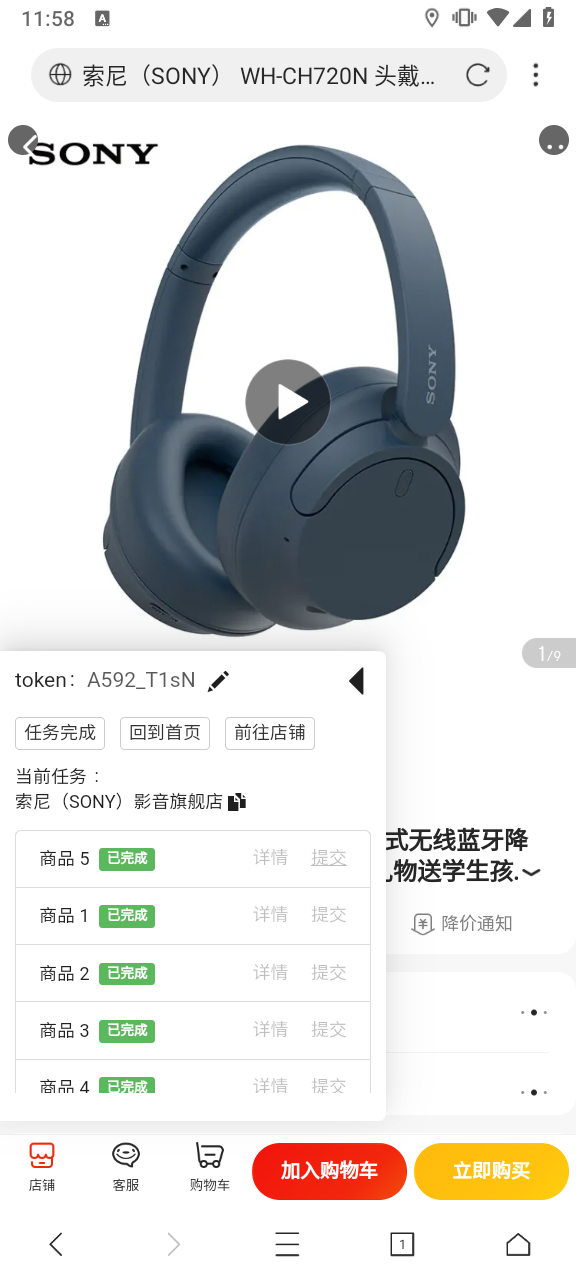 11:58
A
索尼（SONY） WH-CH720N 头戴...
SONY
SONY
1/9
token: A592_T1sN
任务完成 回到首页 前往店铺
当前任务：
索尼（SONY）影音旗舰店
商品 5 已完成 详情 提交
商品 1 已完成 详情 提交
商品 2 已完成 详情 提交
商品 3 已完成 详情 提交
商品 4 已完成 详情 提交
式无线蓝牙降
物送学生孩.
降价通知
店铺 客服 购物车 加入购物车 立即购买
1